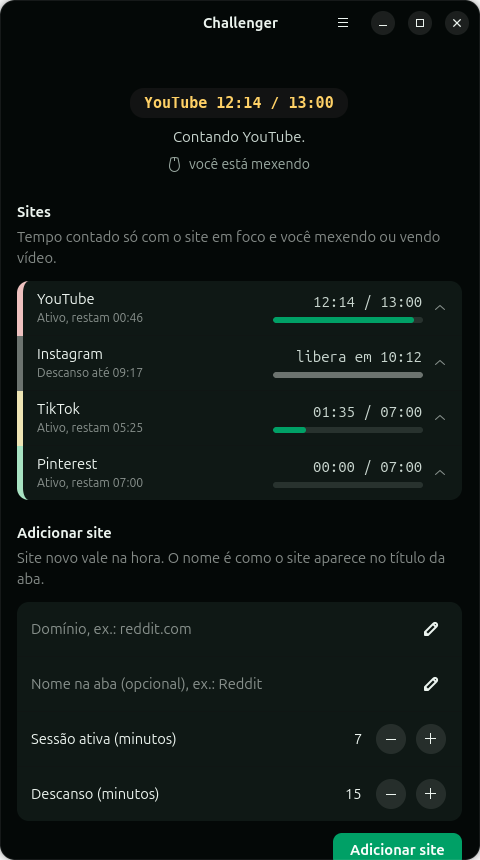 Challenger
YouTube 12:14 / 13:00
Contando YouTube.
você está mexendo
Sites
Tempo contado só com o site em foco e você mexendo ou vendo
vídeo.
YouTube
12:14 / 13:00
Ativo, restam 00:46
Instagram
libera em 10:12
Descanso até 09:17
TikTok
01:35 / 07:00
Ativo, restam 05:25
Pinterest
00:00 / 07:00
Ativo, restam 07:00
Adicionar site
Site novo vale na hora. O nome é como o site aparece no título da
aba.
Domínio, ex.: reddit.com
Nome na aba (opcional), ex.: Reddit
Sessão ativa (minutos) 7
Descanso (minutos) 15
Adicionar site